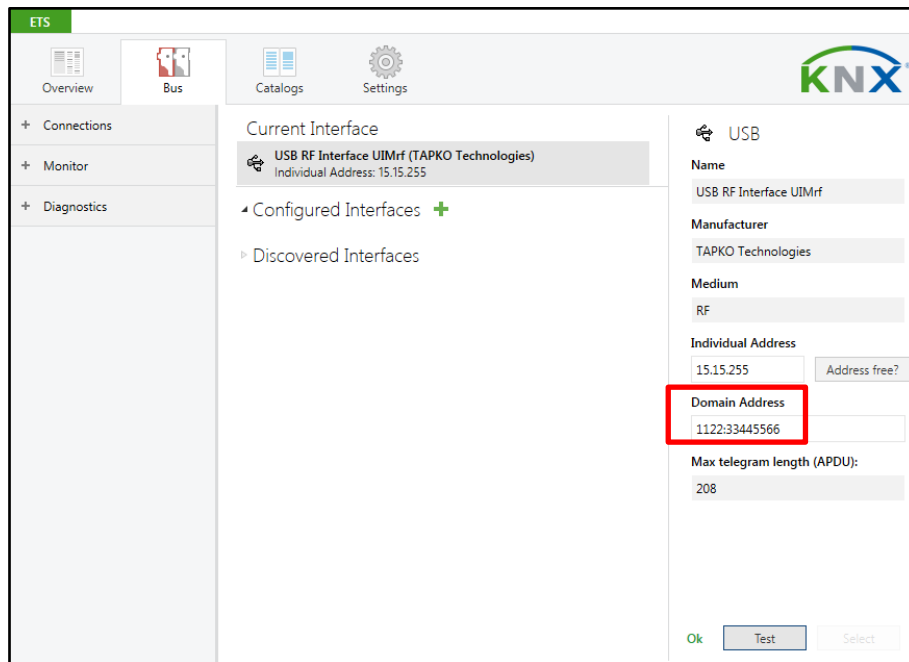 ETS
Overview
Bus
Catalogs
Settings
KNX
+ Connections
+ Monitor
+ Diagnostics
Current Interface
USB RF Interface UIMrf (TAPKO Technologies)
Individual Address: 15.15.255
Configured Interfaces +
Discovered Interfaces
USB
Name
USB RF Interface UIMrf
Manufacturer
TAPKO Technologies
Medium
RF
Individual Address
15.15.255 Address free?
Domain Address
1122:33445566
Max telegram length (APDU):
208
Ok Test Select